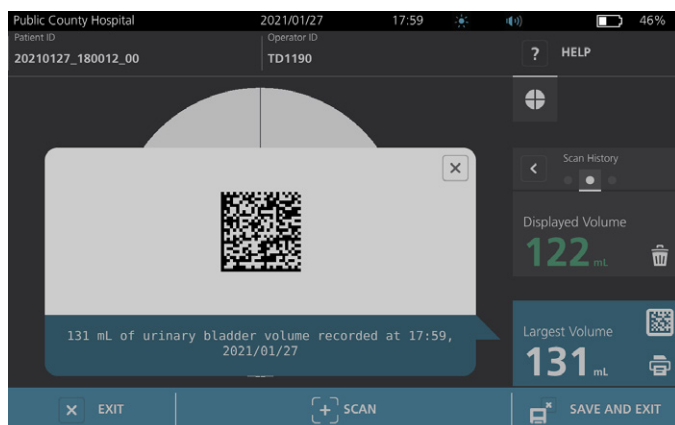 Public County Hospital 2021/01/27 17:59 46%
Patient ID Operator ID
20210127_180012_00 TD1190
? HELP
Scan History
Displayed Volume
122 mL
131 mL of urinary bladder volume recorded at 17:59,
2021/01/27
Largest Volume
131 mL
EXIT SCAN SAVE AND EXIT